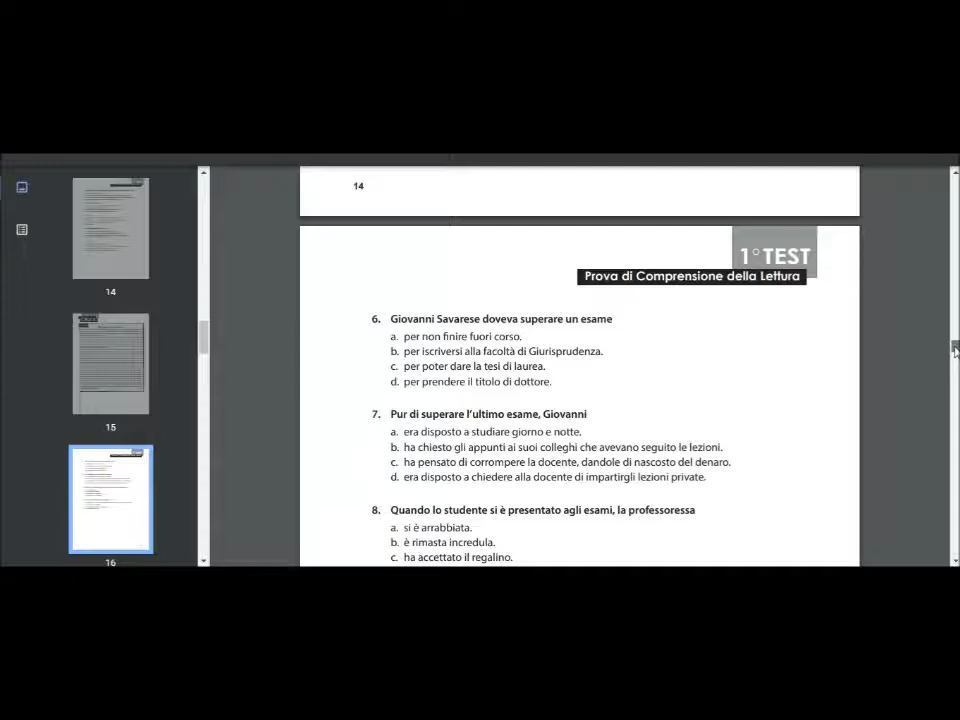 14
15
16
14
1° TEST
Prova di Comprensione della Lettura
6. Giovanni Savarese doveva superare un esame
a. per non finire fuori corso.
b. per iscriversi alla facoltà di Giurisprudenza.
c. per poter dare la tesi di laurea.
d. per prendere il titolo di dottore.
7. Pur di superare l'ultimo esame, Giovanni
a. era disposto a studiare giorno e notte.
b. ha chiesto gli appunti ai suoi colleghi che avevano seguito le lezioni.
c. ha pensato di corrompere la docente, dandole di nascosto del denaro.
d. era disposto a chiedere alla docente di impartirgli lezioni private.
8. Quando lo studente si è presentato agli esami, la professoressa
a. si è arrabbiata.
b. è rimasta incredula.
c. ha accettato il regalino.